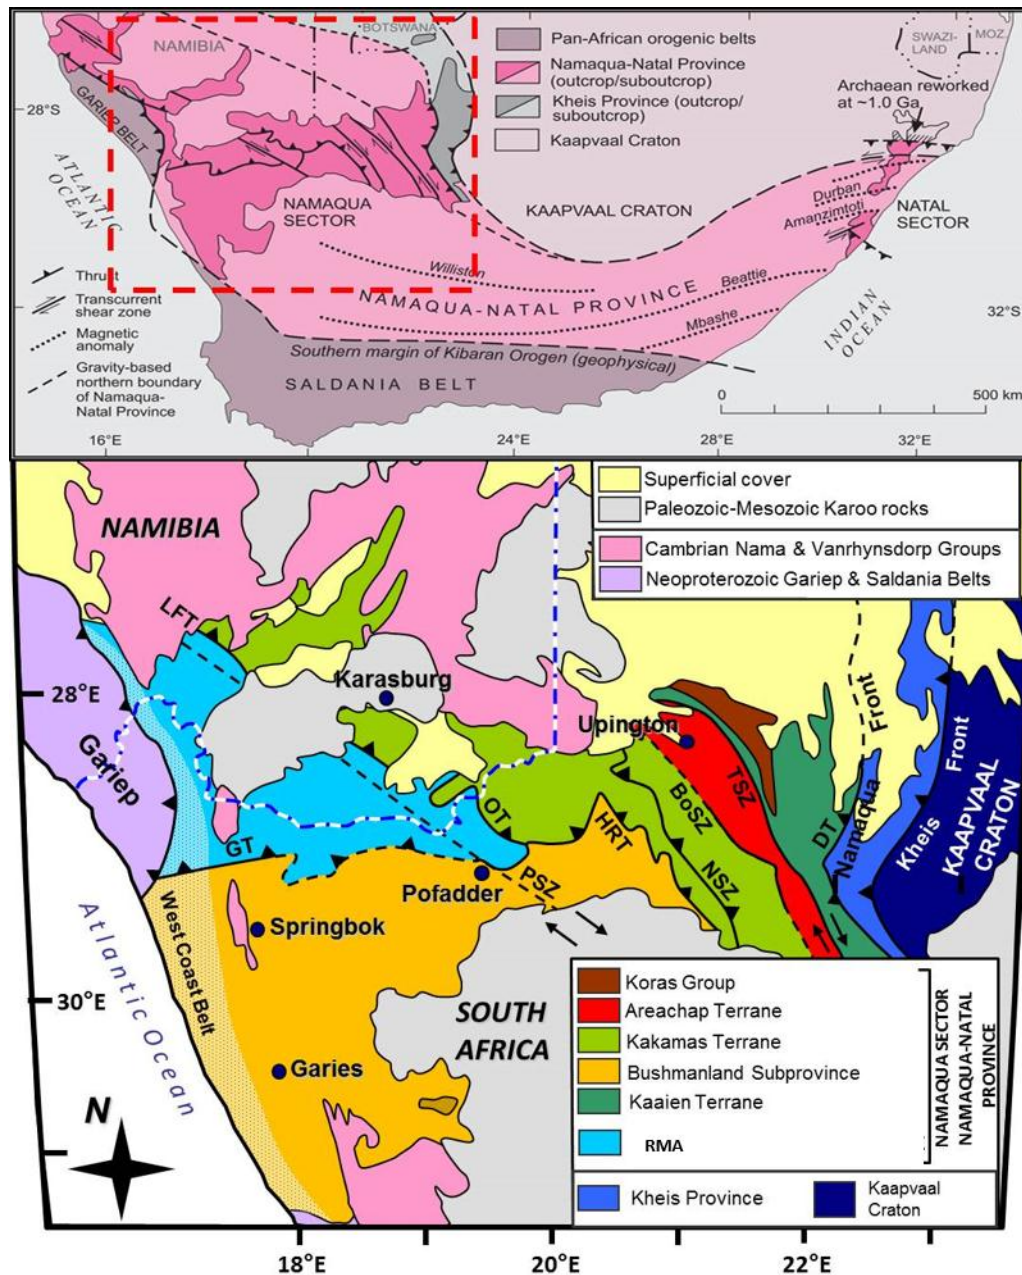 BOTSWANA
NAMIBIA
28°S
GARIEP BELT
ATLANTIC
OCEAN
NAMAQUA
SECTOR
Pan-African orogenic belts
Namaqua-Natal Province
(outcrop/suboutcrop)
Kheis Province (outcrop/
suboutcrop)
Kaapvaal Craton
SWAZI-
LAND
MOZ.
Archaean reworked
at ~1.0 Ga
KAAPVAAL CRATON
Durban
Amanzimtoti
NATAL
SECTOR
Williston
Beattie
NAMAQUA-NATAL PROVINCE
Mbashe
INDIAN
OCEAN
32°S
Thrust
Transcurrent
shear zone
Magnetic
anomaly
Gravity-based
northern boundary
of Namaqua-
Natal Province
Southern margin of Kibaran Orogen (geophysical)
SALDANIA BELT
0 500 km
16°E 24°E 28°E 32°E
Superficial cover
Paleozoic-Mesozoic Karoo rocks
Cambrian Nama & Vanrhynsdorp Groups
Neoproterozoic Gariep & Saldania Belts
NAMIBIA
LFT
28°E
Karasburg
Upington
Gariep
GT
OT
BoSZ
TSZ
HRT
NSZ
DT
Namaqua
Front
Kheis
Front
KAAPVAAL
CRATON
Pofadder
PSZ
Springbok
West Coast Belt
Atlantic Ocean
30°E
SOUTH
AFRICA
Garies
N
Koras Group
Areachap Terrane
Kakamas Terrane
Bushmanland Subprovince
Kaaien Terrane
RMA
NAMAQUA SECTOR
NAMAQUA-NATAL
PROVINCE
Kheis Province
Kaapvaal
Craton
18°E 20°E 22°E